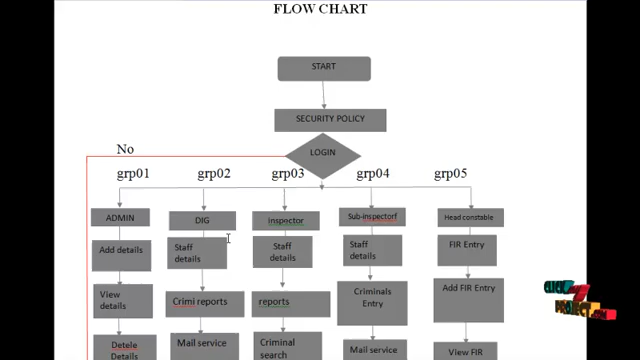 FLOW CHART
START
SECURITY POLICY
LOGIN
No
grp01
grp02
grp03
grp04
grp05
ADMIN
DIG
Inspector
Sub-inspectorf
Head constable
Add details
Staff
details
Staff
details
Staff
details
FIR Entry
View
details
Crimi reports
reports
Criminals
Entry
Add FIR Entry
Detele
Details
Mail service
Criminal
search
Mail service
View FIR